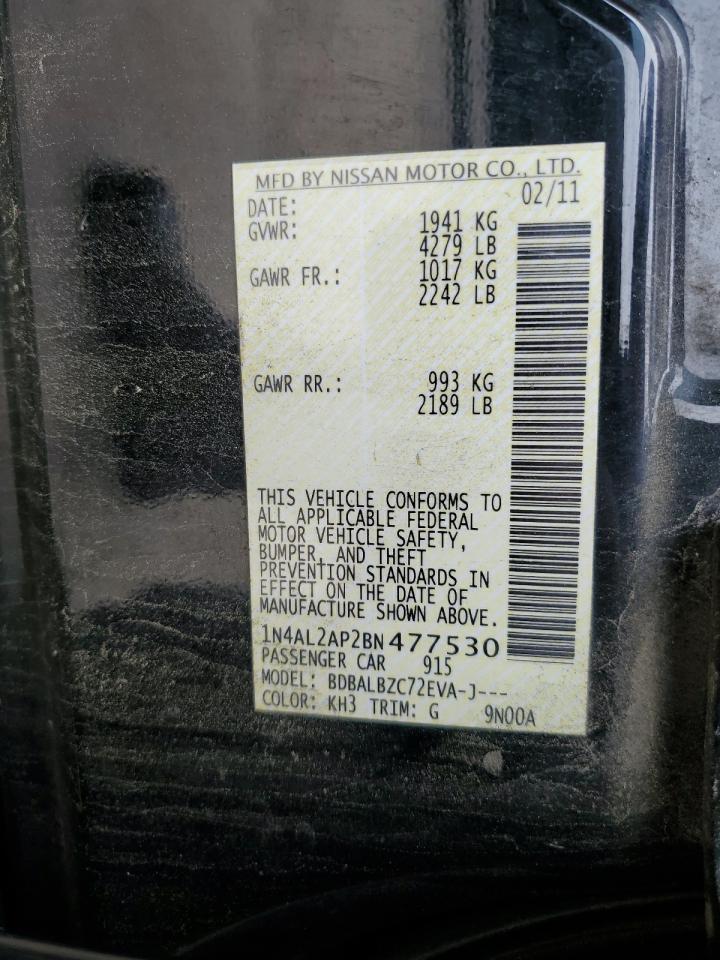 MFD BY NISSAN MOTOR CO., LTD.
DATE: 02/11
GVWR: 1941 KG
4279 LB
GAWR FR.: 1017 KG
2242 LB
GAWR RR.: 993 KG
2189 LB
THIS VEHICLE CONFORMS TO
ALL APPLICABLE FEDERAL
MOTOR VEHICLE SAFETY,
BUMPER, AND THEFT
PREVENTION STANDARDS IN
EFFECT ON THE DATE OF
MANUFACTURE SHOWN ABOVE.
1N4AL2AP2BN477530
PASSENGER CAR 915
MODEL: BDBALBZC72EVA-J---
COLOR: KH3 TRIM: G 9N00A